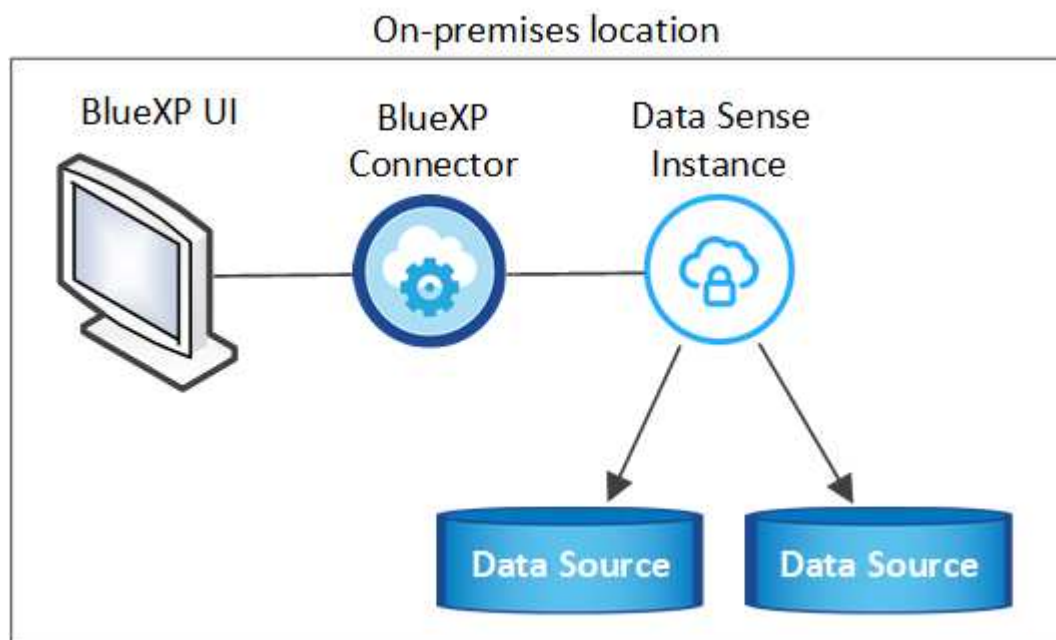 On-premises location
BlueXP UI
BlueXP
Connector
Data Sense
Instance
Data Source
Data Source